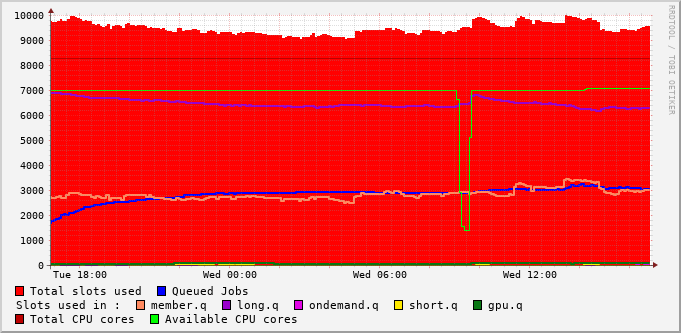 RRDTOOL / TOBI OETIKER
10000
9000
8000
7000
6000
5000
4000
3000
2000
1000
0
Tue 18:00 Wed 00:00 Wed 06:00 Wed 12:00
Total slots used Queued Jobs
Slots used in : member.q long.q ondemand.q short.q gpu.q
Total CPU cores Available CPU cores